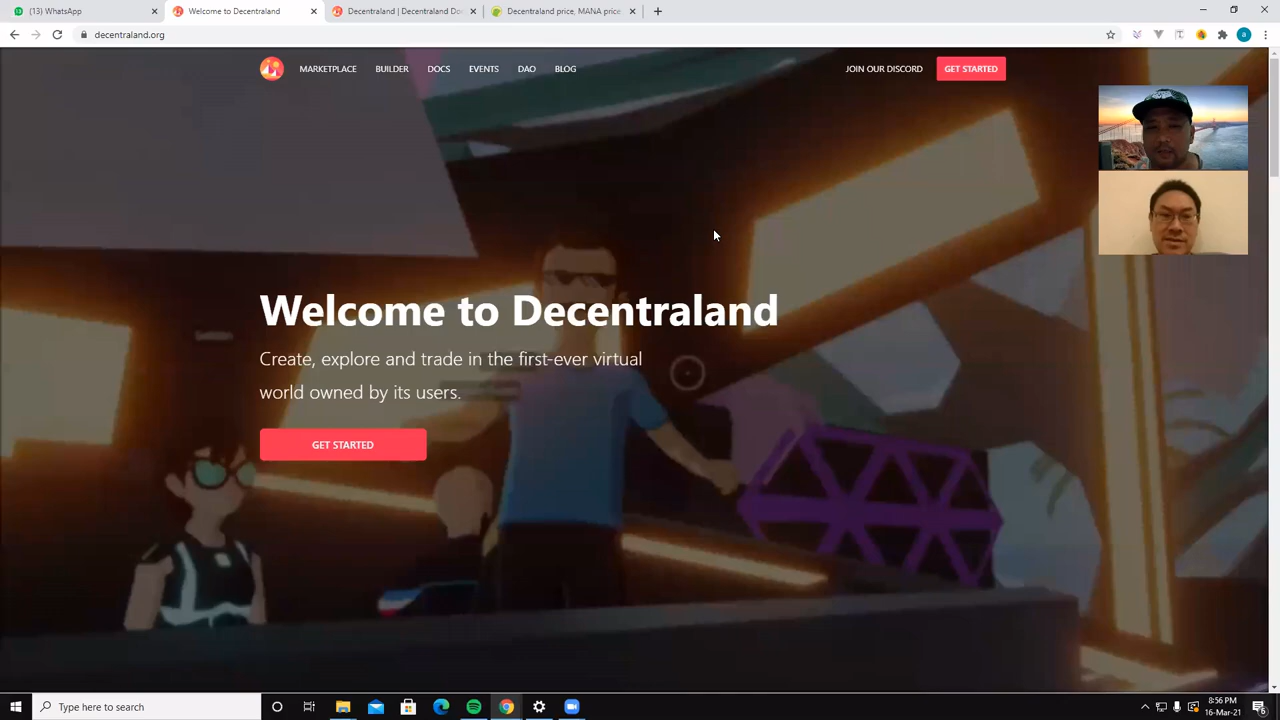 (13) WhatsApp
Welcome to Decentraland
Decentraland | Decentraland Do
Decentraland price, MANA price
decentraland.org
MARKETPLACE
BUILDER
DOCS
EVENTS
DAO
BLOG
JOIN OUR DISCORD
GET STARTED
Welcome to Decentraland
Create, explore and trade in the first-ever virtual
world owned by its users.
GET STARTED
Type here to search
8:56 PM
16-Mar-21